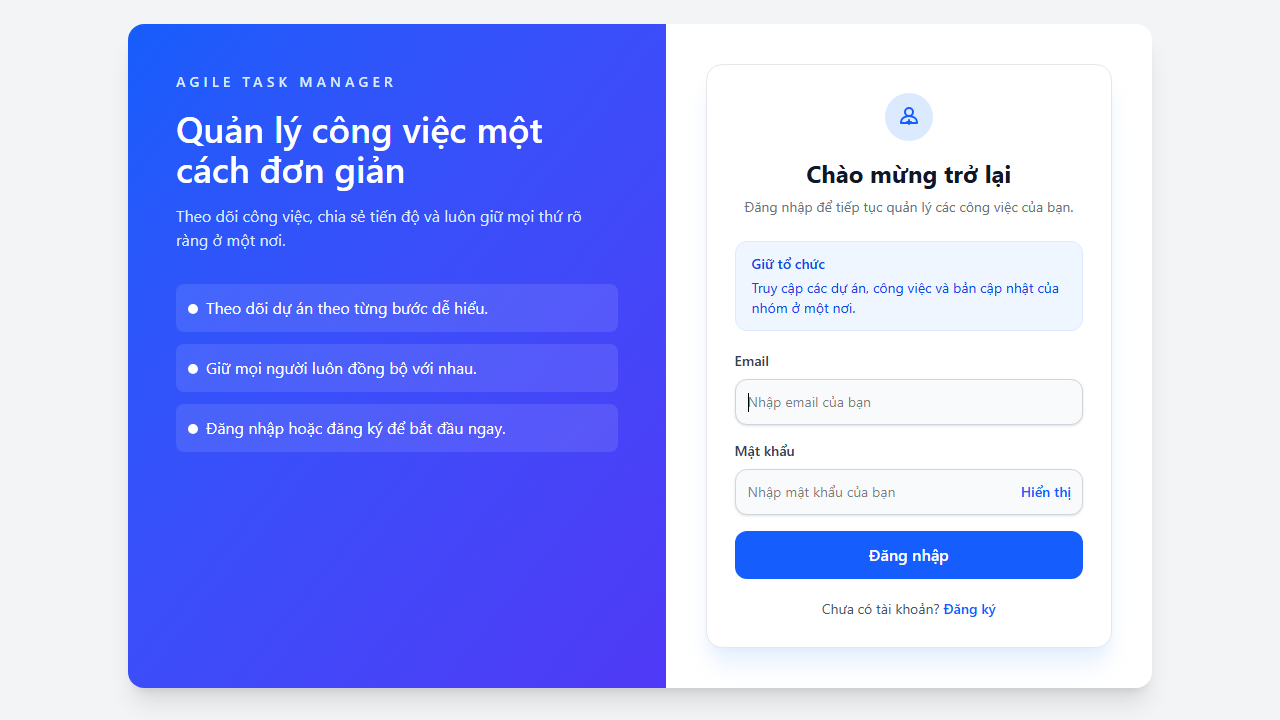 AGILE TASK MANAGER
Quản lý công việc một
cách đơn giản
Theo dõi công việc, chia sẻ tiến độ và luôn giữ mọi thứ rõ
ràng ở một nơi.
Theo dõi dự án theo từng bước dễ hiểu.
Giữ mọi người luôn đồng bộ với nhau.
Đăng nhập hoặc đăng ký để bắt đầu ngay.
Chào mừng trở lại
Đăng nhập để tiếp tục quản lý các công việc của bạn.
Giữ tổ chức
Truy cập các dự án, công việc và bản cập nhật của
nhóm ở một nơi.
Email
Nhập email của bạn
Mật khẩu
Nhập mật khẩu của bạn
Hiển thị
Đăng nhập
Chưa có tài khoản? Đăng ký